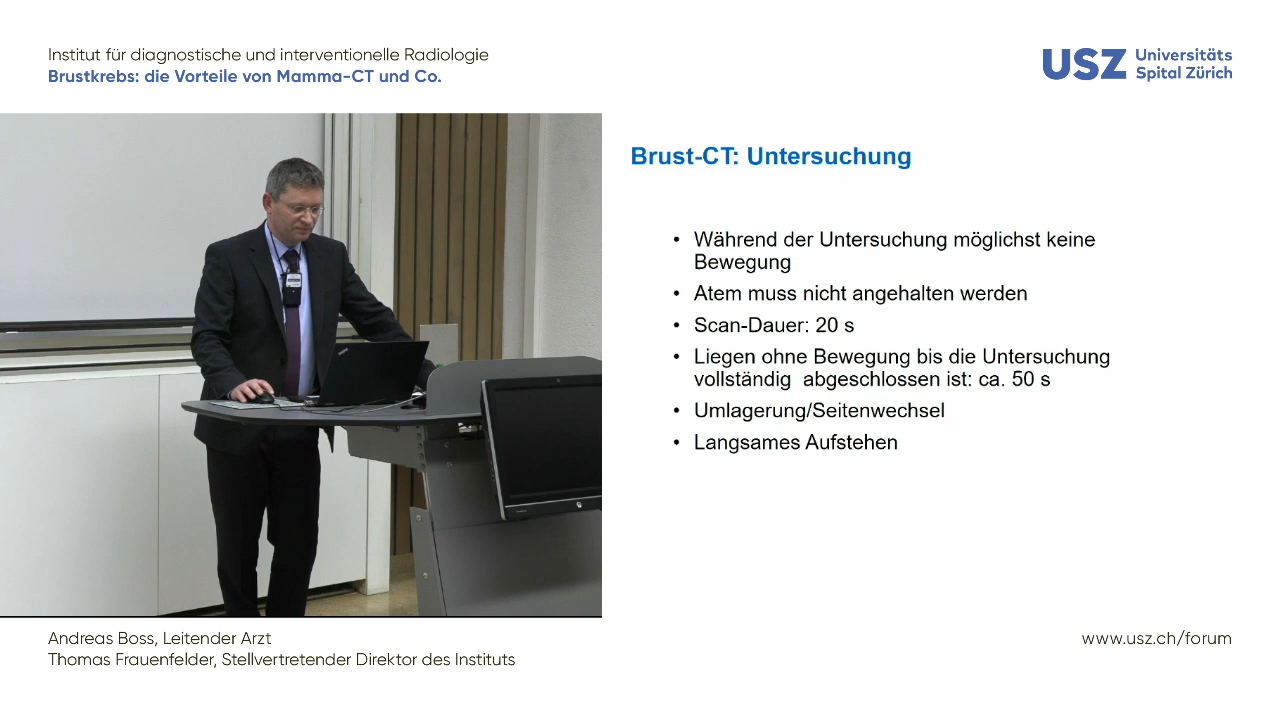 Institut für diagnostische und interventionelle Radiologie
Brustkrebs: die Vorteile von Mamma-CT und Co.
USZ Universitäts
Spital Zürich
Brust-CT: Untersuchung
• Während der Untersuchung möglichst keine
Bewegung
• Atem muss nicht angehalten werden
• Scan-Dauer: 20 s
• Liegen ohne Bewegung bis die Untersuchung
vollständig abgeschlossen ist: ca. 50 s
• Umlagerung/Seitenwechsel
• Langsames Aufstehen
Andreas Boss, Leitender Arzt
Thomas Frauenfelder, Stellvertretender Direktor des Instituts
www.usz.ch/forum